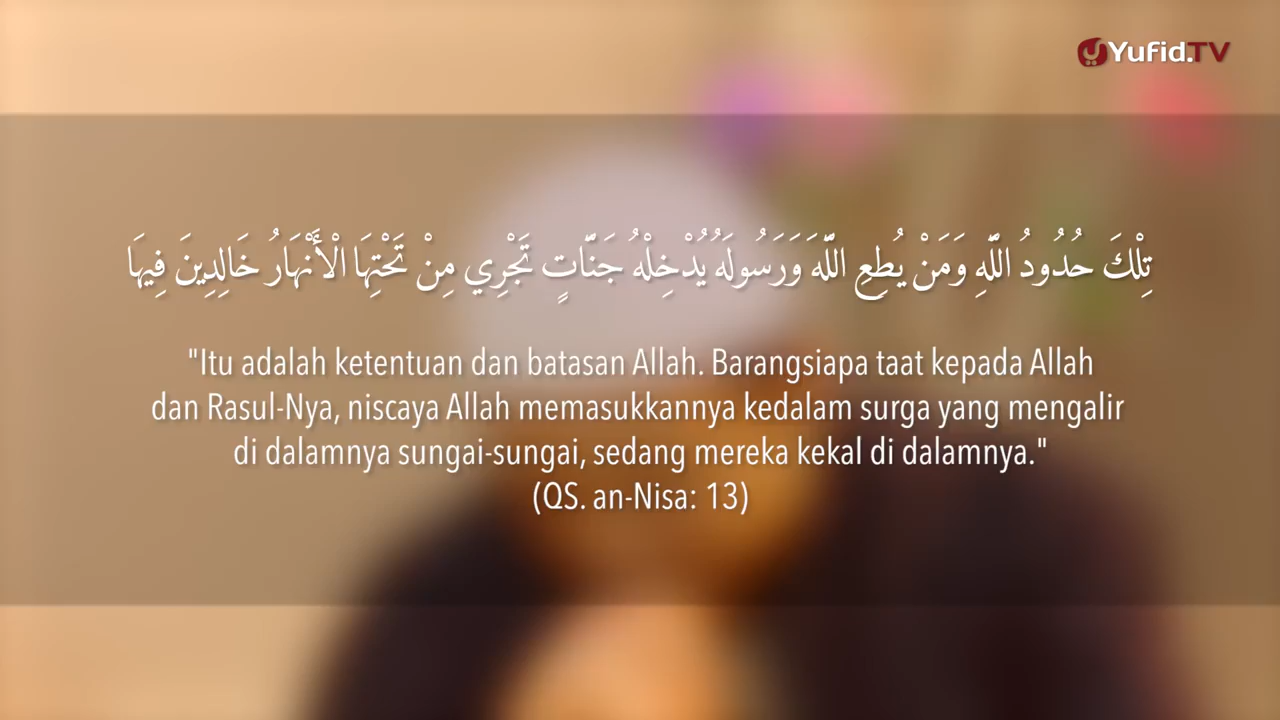 Yufid.TV
تِلْكَ حُدُودُ اللَّهِ وَمَنْ يُطِعِ اللَّهَ وَرَسُولَهُ يُدْخِلْهُ جَنَّاتٍ تَجْرِي مِنْ تَحْتِهَا الْأَنْهَارُ خَالِدِينَ فِيهَا
"Itu adalah ketentuan dan batasan Allah. Barangsiapa taat kepada Allah
dan Rasul-Nya, niscaya Allah memasukkannya kedalam surga yang mengalir
di dalamnya sungai-sungai, sedang mereka kekal di dalamnya."
(QS. an-Nisa: 13)